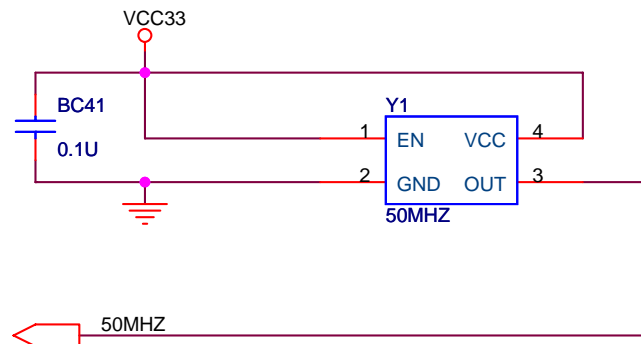 VCC33
BC41
0.1U
Y1
1 EN VCC 4
2 GND OUT 3
50MHZ
50MHZ